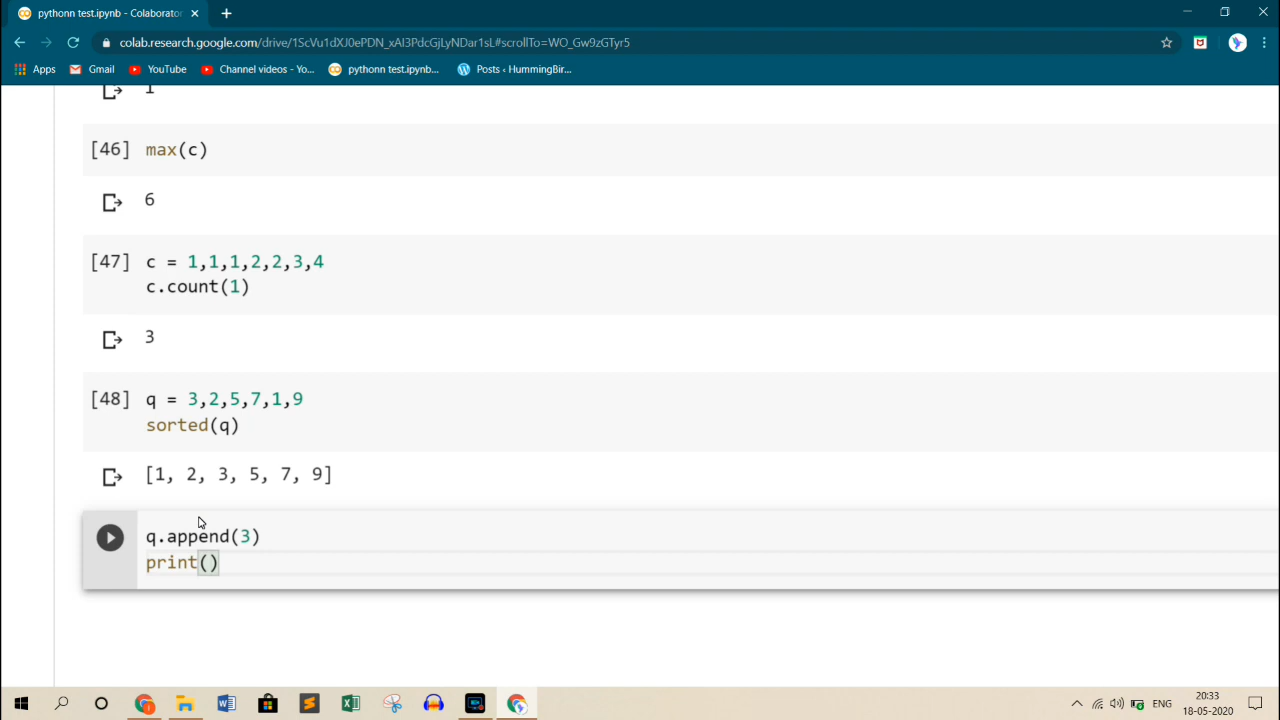 pythonn test.ipynb - Colaborator
colab.research.google.com/drive/1ScVu1dXJ0ePDN_xAI3PdcGjLyNDar1sL#scrollTo=WO_Gw9zGTyr5
Apps Gmail YouTube Channel videos - Yo... pythonn test.ipynb... Posts ‹ HummingBir...
1
[46] max(c)
6
[47] c = 1,1,1,2,2,3,4
c.count(1)
3
[48] q = 3,2,5,7,1,9
sorted(q)
[1, 2, 3, 5, 7, 9]
q.append(3)
print()
ENG
20:33
18-05-2020